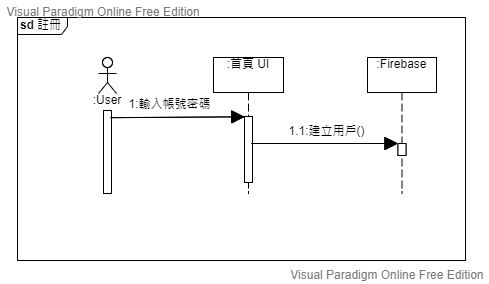 Visual Paradigm Online Free Edition
sd 註冊
:User
:首頁 UI
:Firebase
1:輸入帳號密碼
1.1:建立用戶()
Visual Paradigm Online Free Edition